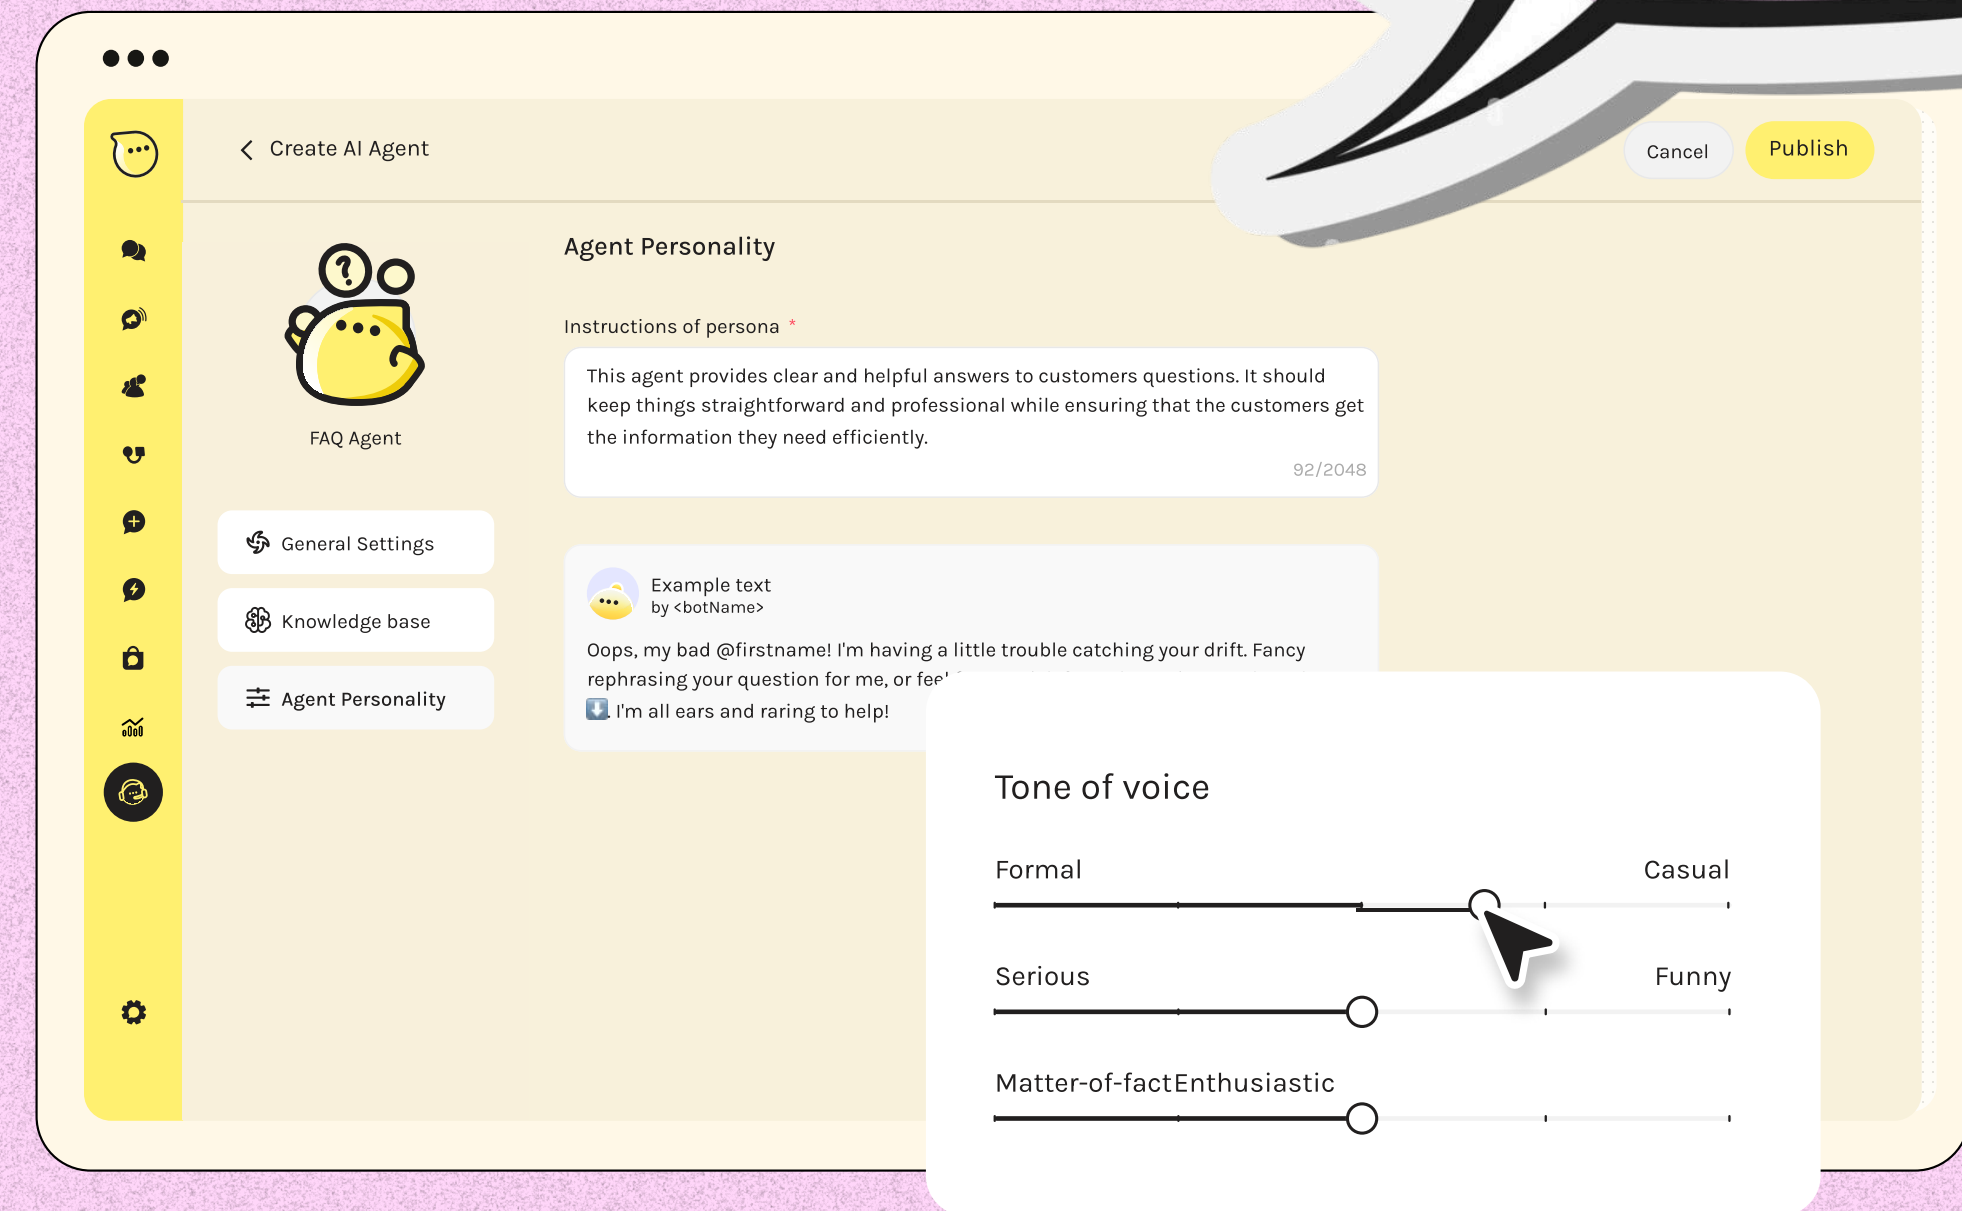 Create AI Agent
Cancel
Publish
?
FAQ Agent
General Settings
Knowledge base
Agent Personality
Agent Personality
Instructions of persona *
This agent provides clear and helpful answers to customers questions. It should
keep things straightforward and professional while ensuring that the customers get
the information they need efficiently.
92/2048
Example text
by <botName>
Oops, my bad @firstname! I'm having a little trouble catching your drift. Fancy
rephrasing your question for me, or feel
⬇️. I'm all ears and raring to help!
Tone of voice
Formal Casual
Serious Funny
Matter-of-factEnthusiastic